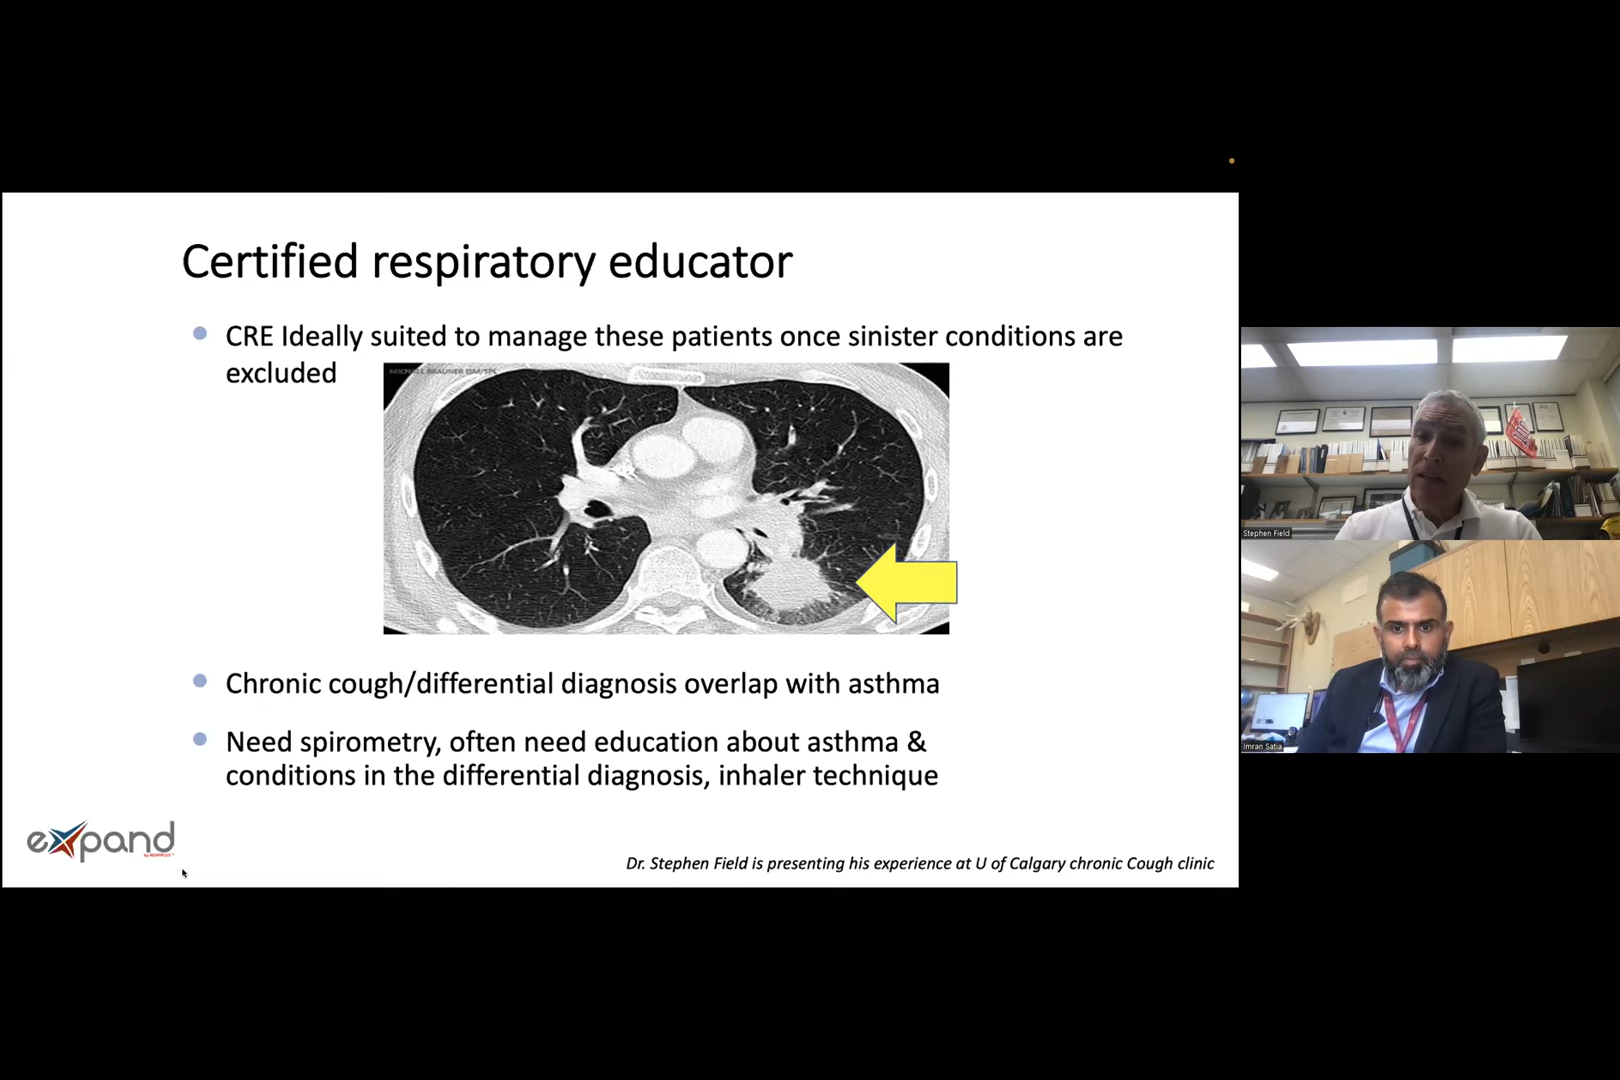 Certified respiratory educator
CRE Ideally suited to manage these patients once sinister conditions are
excluded
Chronic cough/differential diagnosis overlap with asthma
Need spirometry, often need education about asthma &
conditions in the differential diagnosis, inhaler technique
expand
Dr. Stephen Field is presenting his experience at U of Calgary chronic Cough clinic
Stephen Field
Imran Satia